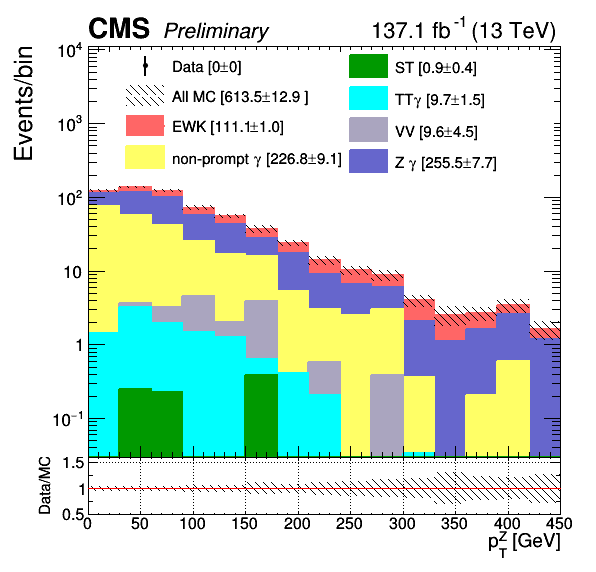 CMS Preliminary 137.1 fb⁻¹ (13 TeV)
Events/bin
10⁴
10³
10²
10
1
10⁻¹
Data [0±0]
All MC [613.5±12.9 ]
EWK [111.1±1.0]
non-prompt γ [226.8±9.1]
ST [0.9±0.4]
TTγ [9.7±1.5]
VV [9.6±4.5]
Z γ [255.5±7.7]
Data/MC
1.5
1
0.5
0 50 100 150 200 250 300 350 400 450
p_T^Z [GeV]